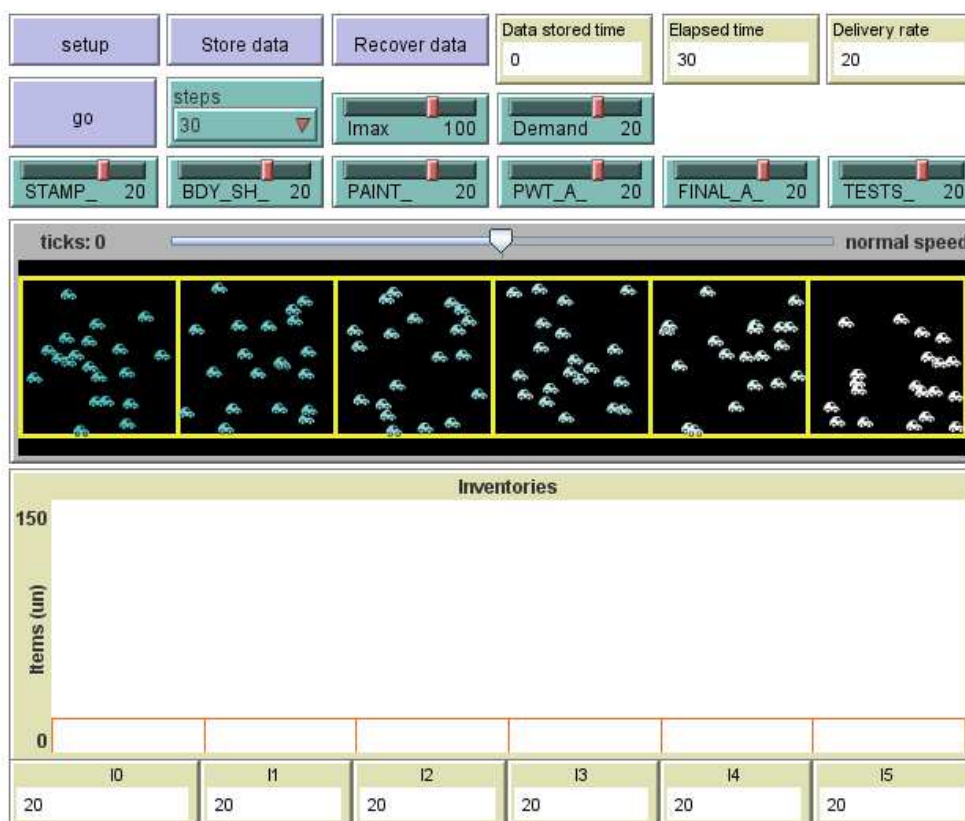 setup
Store data
Recover data
Data stored time
0
Elapsed time
30
Delivery rate
20
go
steps
30
Imax 100
Demand 20
STAMP_ 20
BDY_SH_ 20
PAINT_ 20
PWT_A_ 20
FINAL_A_ 20
TESTS_ 20
ticks: 0
normal speed
Inventories
150
Items (un)
0
I0
20
I1
20
I2
20
I3
20
I4
20
I5
20